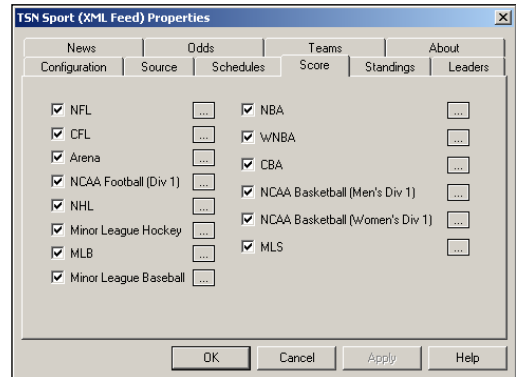 TSN Sport (XML Feed) Properties
News Odds Teams About
Configuration Source Schedules Score Standings Leaders
NFL ... NBA ...
CFL ... WNBA ...
Arena ... CBA ...
NCAA Football (Div 1) ... NCAA Basketball (Men's Div 1) ...
NHL ... NCAA Basketball (Women's Div 1) ...
Minor League Hockey ... MLS ...
MLB ...
Minor League Baseball ...
OK Cancel Apply Help